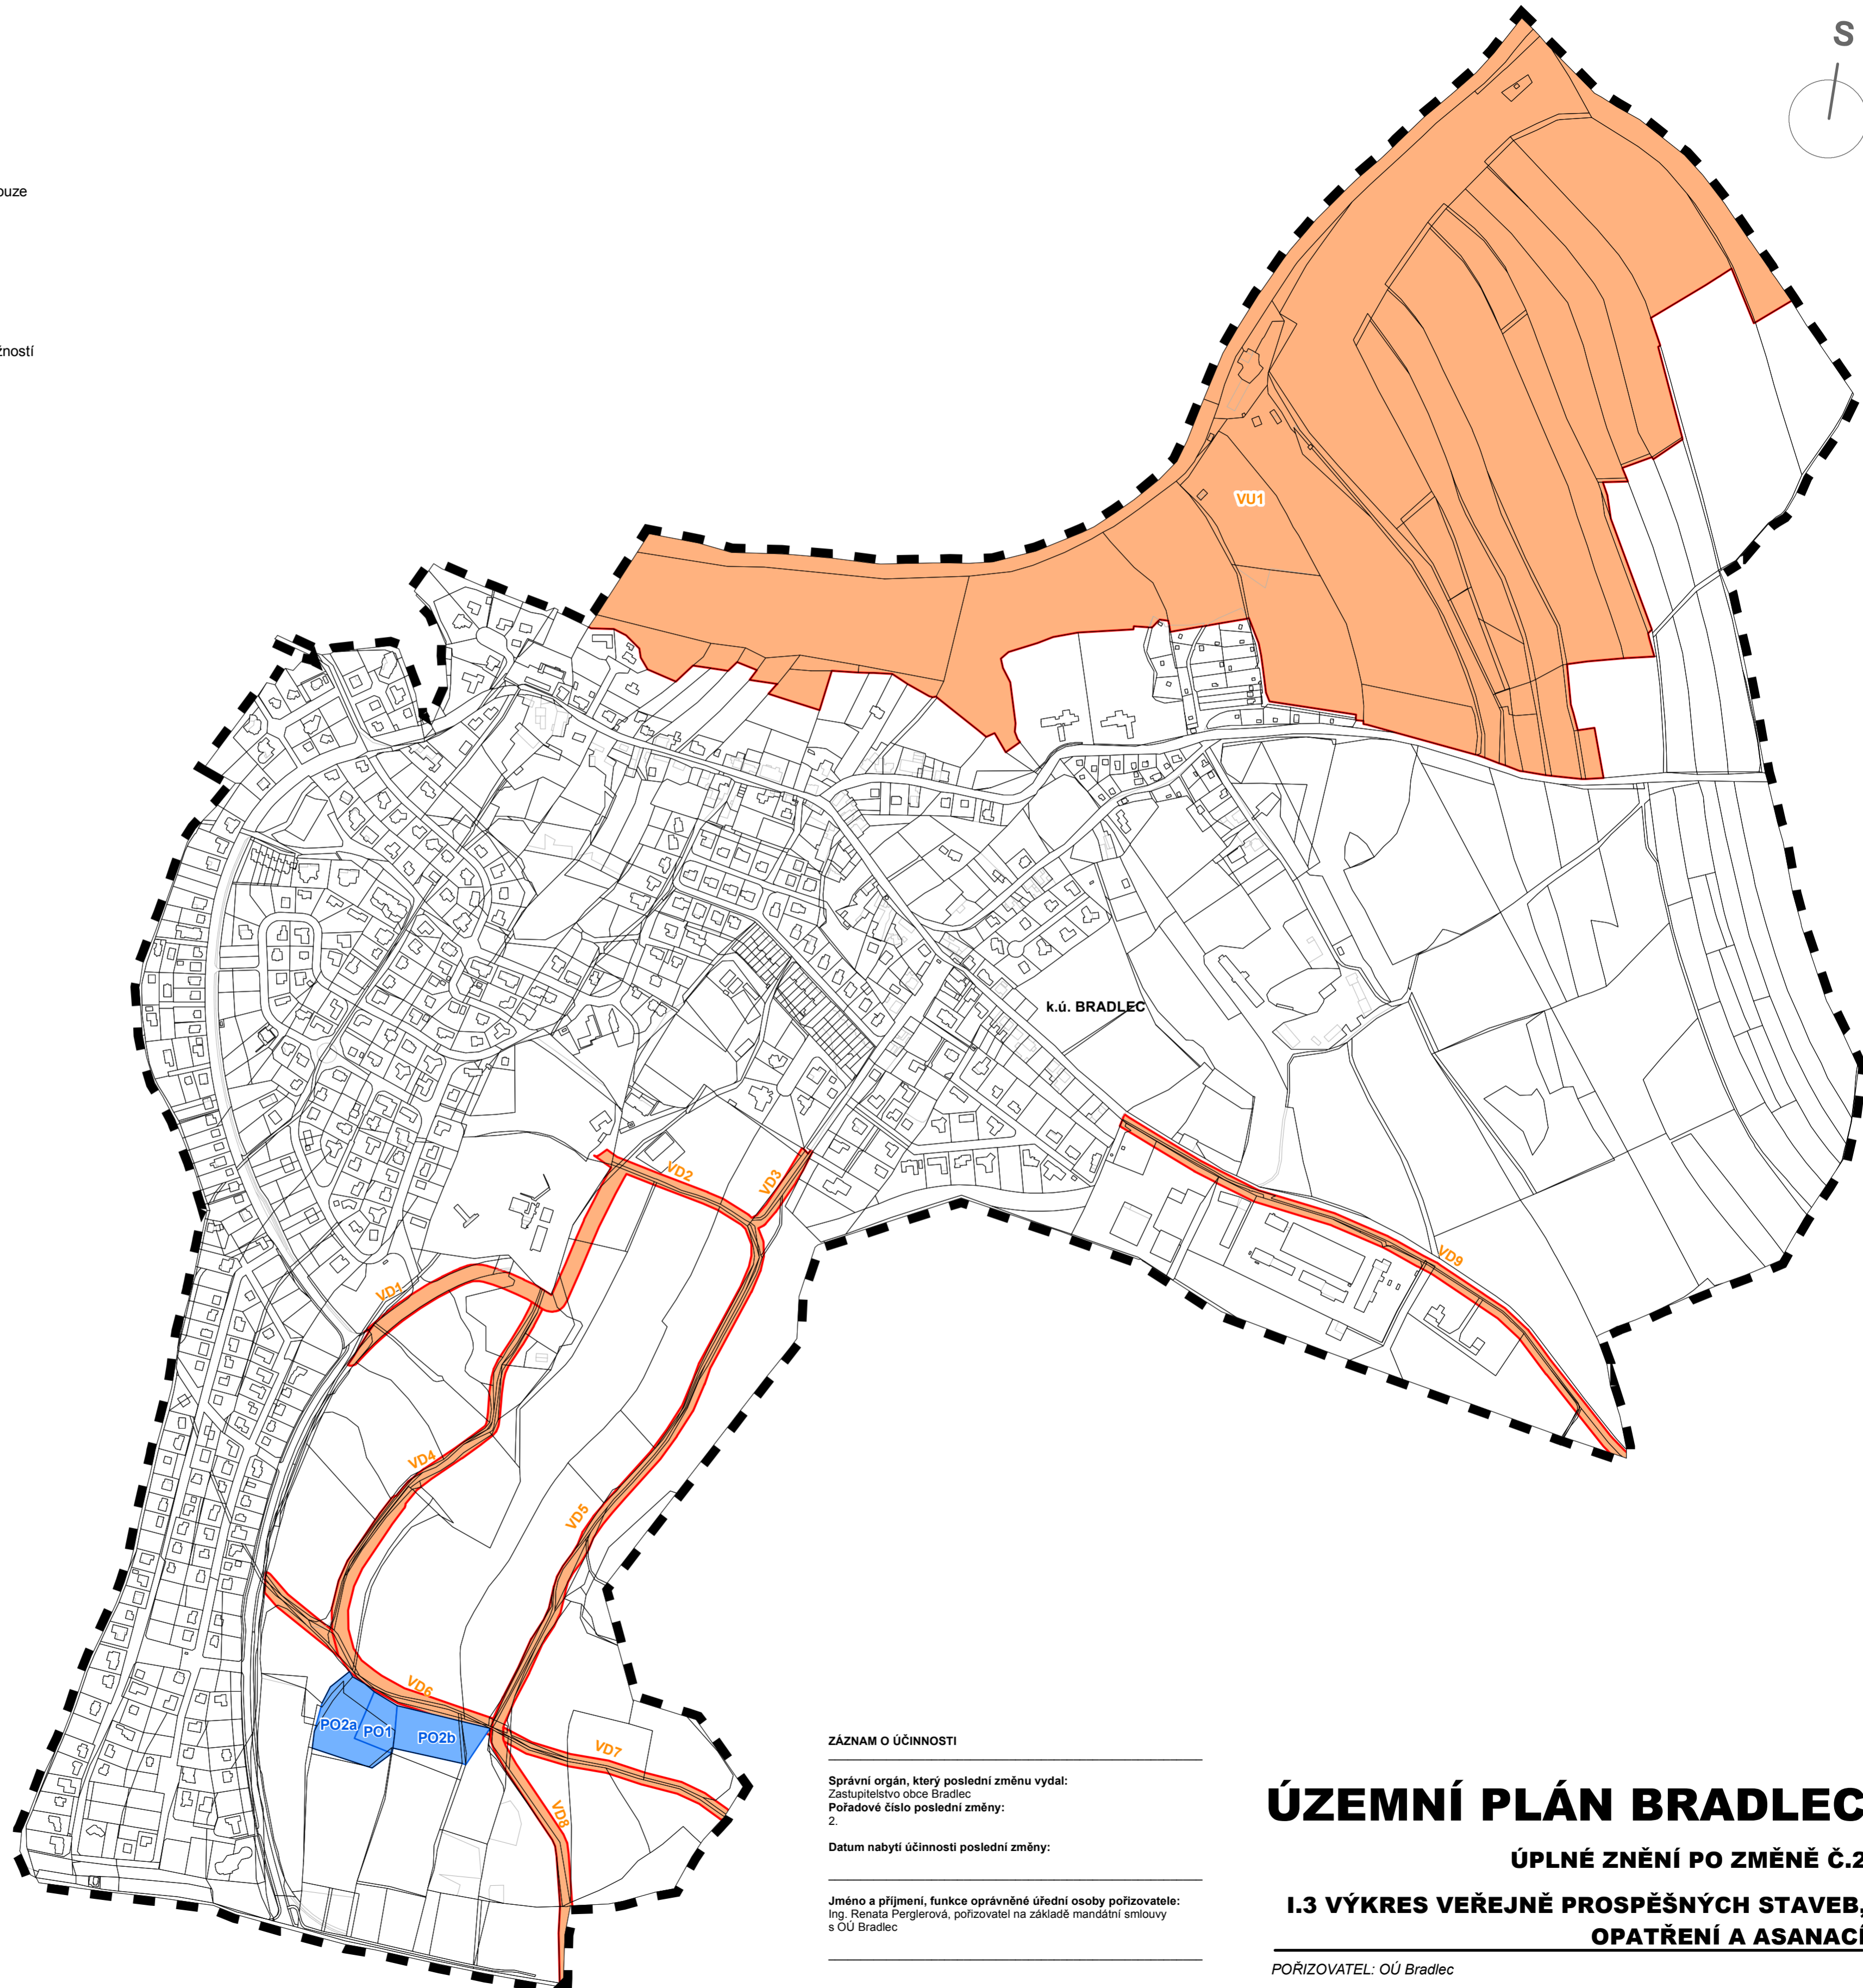 S
ouze
žností
VU1
k.ú. BRADLEC
VD2
VD3
VD1
VD9
VD4
VD5
VD6
PO2a
PO1
PO2b
VD7
VD8
ZÁZNAM O ÚČINNOSTI
Správní orgán, který poslední změnu vydal:
Zastupitelstvo obce Bradlec
Pořadové číslo poslední změny:
2.
Datum nabytí účinnosti poslední změny:
Jméno a příjmení, funkce oprávněné úřední osoby pořizovatele:
Ing. Renata Perglerová, pořizovatel na základě mandátní smlouvy
s OÚ Bradlec
ÚZEMNÍ PLÁN BRADLEC
ÚPLNÉ ZNĚNÍ PO ZMĚNĚ Č.2
I.3 VÝKRES VEŘEJNĚ PROSPĚŠNÝCH STAVEB,
OPATŘENÍ A ASANACÍ
POŘIZOVATEL: OÚ Bradlec